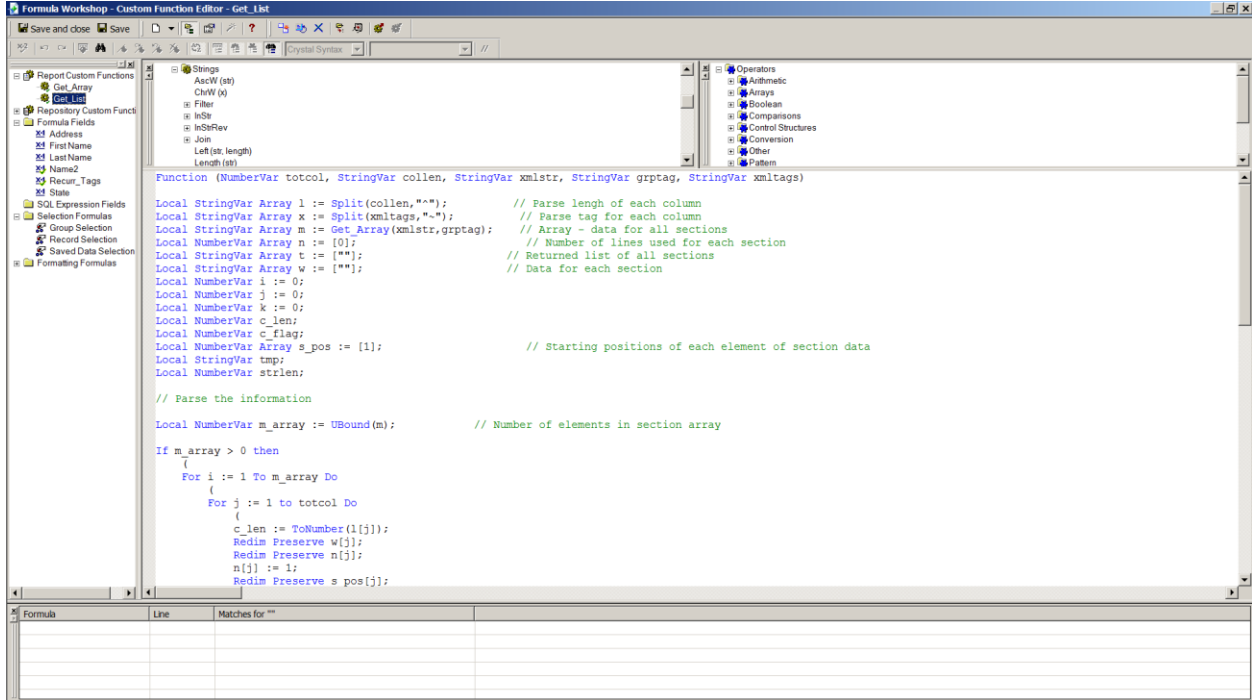 Formula Workshop - Custom Function Editor - Get_List
Save and close Save
Crystal Syntax
Report Custom Functions
Get_Array
Get_List
Repository Custom Functi
Formula Fields
Address
First Name
Last Name
Name2
Recurr_Tags
State
SQL Expression Fields
Selection Formulas
Group Selection
Record Selection
Saved Data Selection
Formatting Formulas
Strings
AscW (str)
ChrW (x)
Filter
InStr
InStrRev
Join
Left (str, length)
Length (str)
Operators
Arithmetic
Arrays
Boolean
Comparisons
Control Structures
Conversion
Other
Pattern
Function (NumberVar totcol, StringVar collen, StringVar xmlstr, StringVar grptag, StringVar xmltags)
Local StringVar Array l := Split(collen,"^"); // Parse lengh of each column
Local StringVar Array x := Split(xmltags,"~"); // Parse tag for each column
Local StringVar Array m := Get_Array(xmlstr,grptag); // Array - data for all sections
Local NumberVar Array n := [0]; // Number of lines used for each section
Local StringVar Array t := [""]; // Returned list of all sections
Local StringVar Array w := [""]; // Data for each section
Local NumberVar i := 0;
Local NumberVar j := 0;
Local NumberVar k := 0;
Local NumberVar c_len;
Local NumberVar c_flag;
Local NumberVar Array s_pos := [1]; // Starting positions of each element of section data
Local StringVar tmp;
Local NumberVar strlen;
// Parse the information
Local NumberVar m_array := UBound(m); // Number of elements in section array
If m_array > 0 then
(
For i := 1 To m_array Do
(
For j := 1 to totcol Do
(
c_len := ToNumber(l[j]);
Redim Preserve w[j];
Redim Preserve n[j];
n[j] := 1;
Redim Preserve s_pos[j];
Formula Line Matches for ""